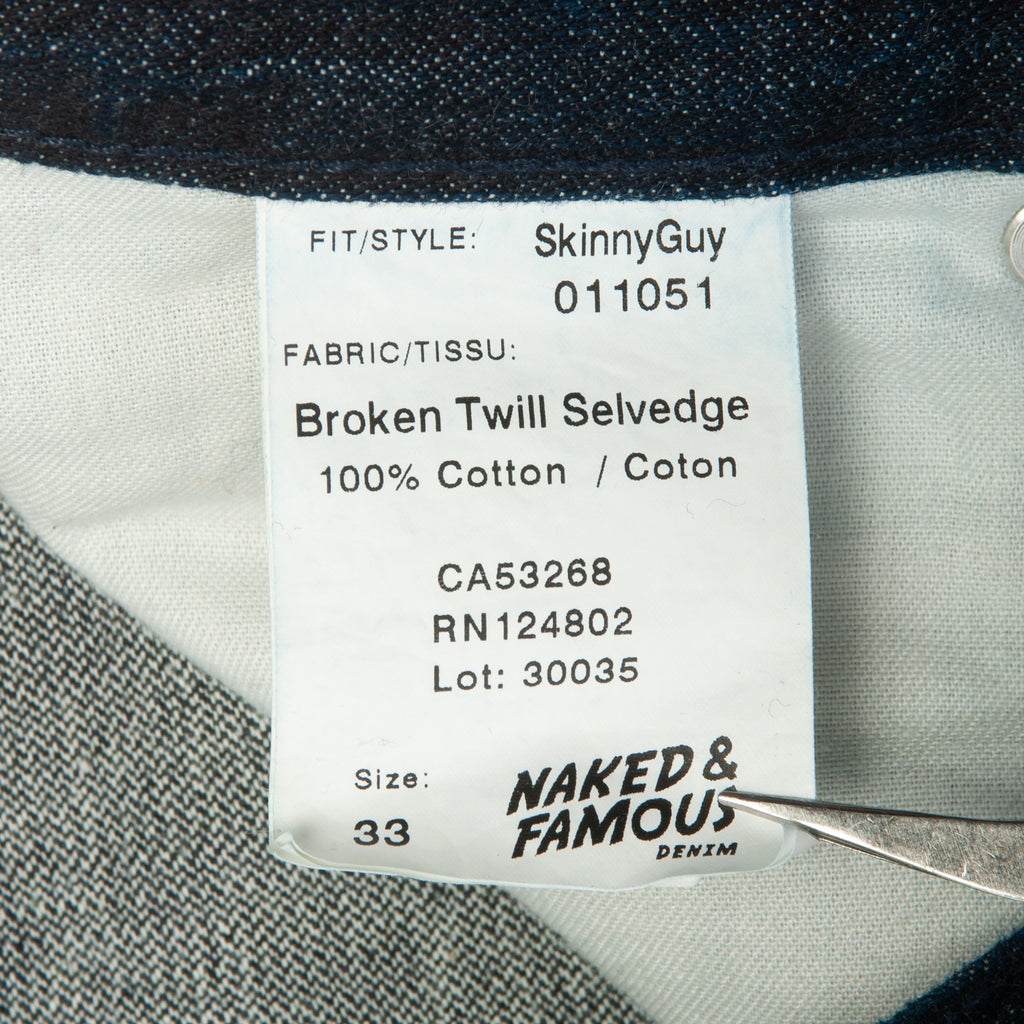 FIT/STYLE: SkinnyGuy
011051
FABRIC/TISSU:
Broken Twill Selvedge
100% Cotton / Coton
CA53268
RN124802
Lot: 30035
Size:
33
NAKED &
FAMOUS
DENIM